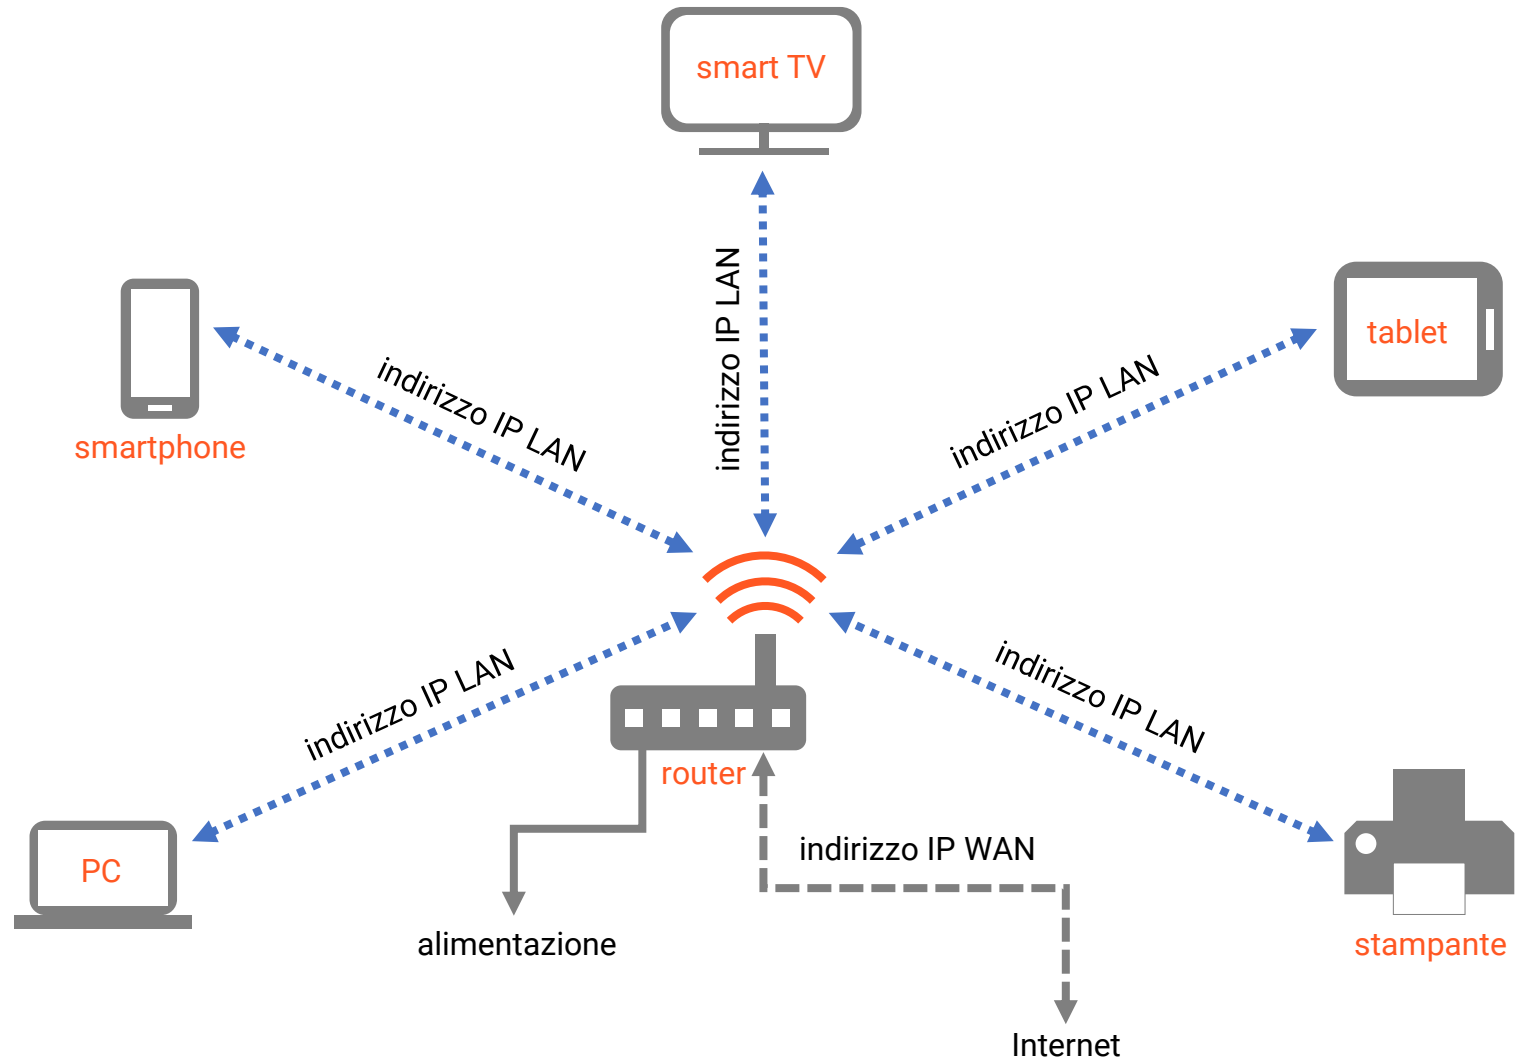 smart TV
indirizzo IP LAN
tablet
indirizzo IP LAN
indirizzo IP LAN
smartphone
indirizzo IP LAN
indirizzo IP LAN
router
indirizzo IP WAN
PC
alimentazione
stampante
Internet